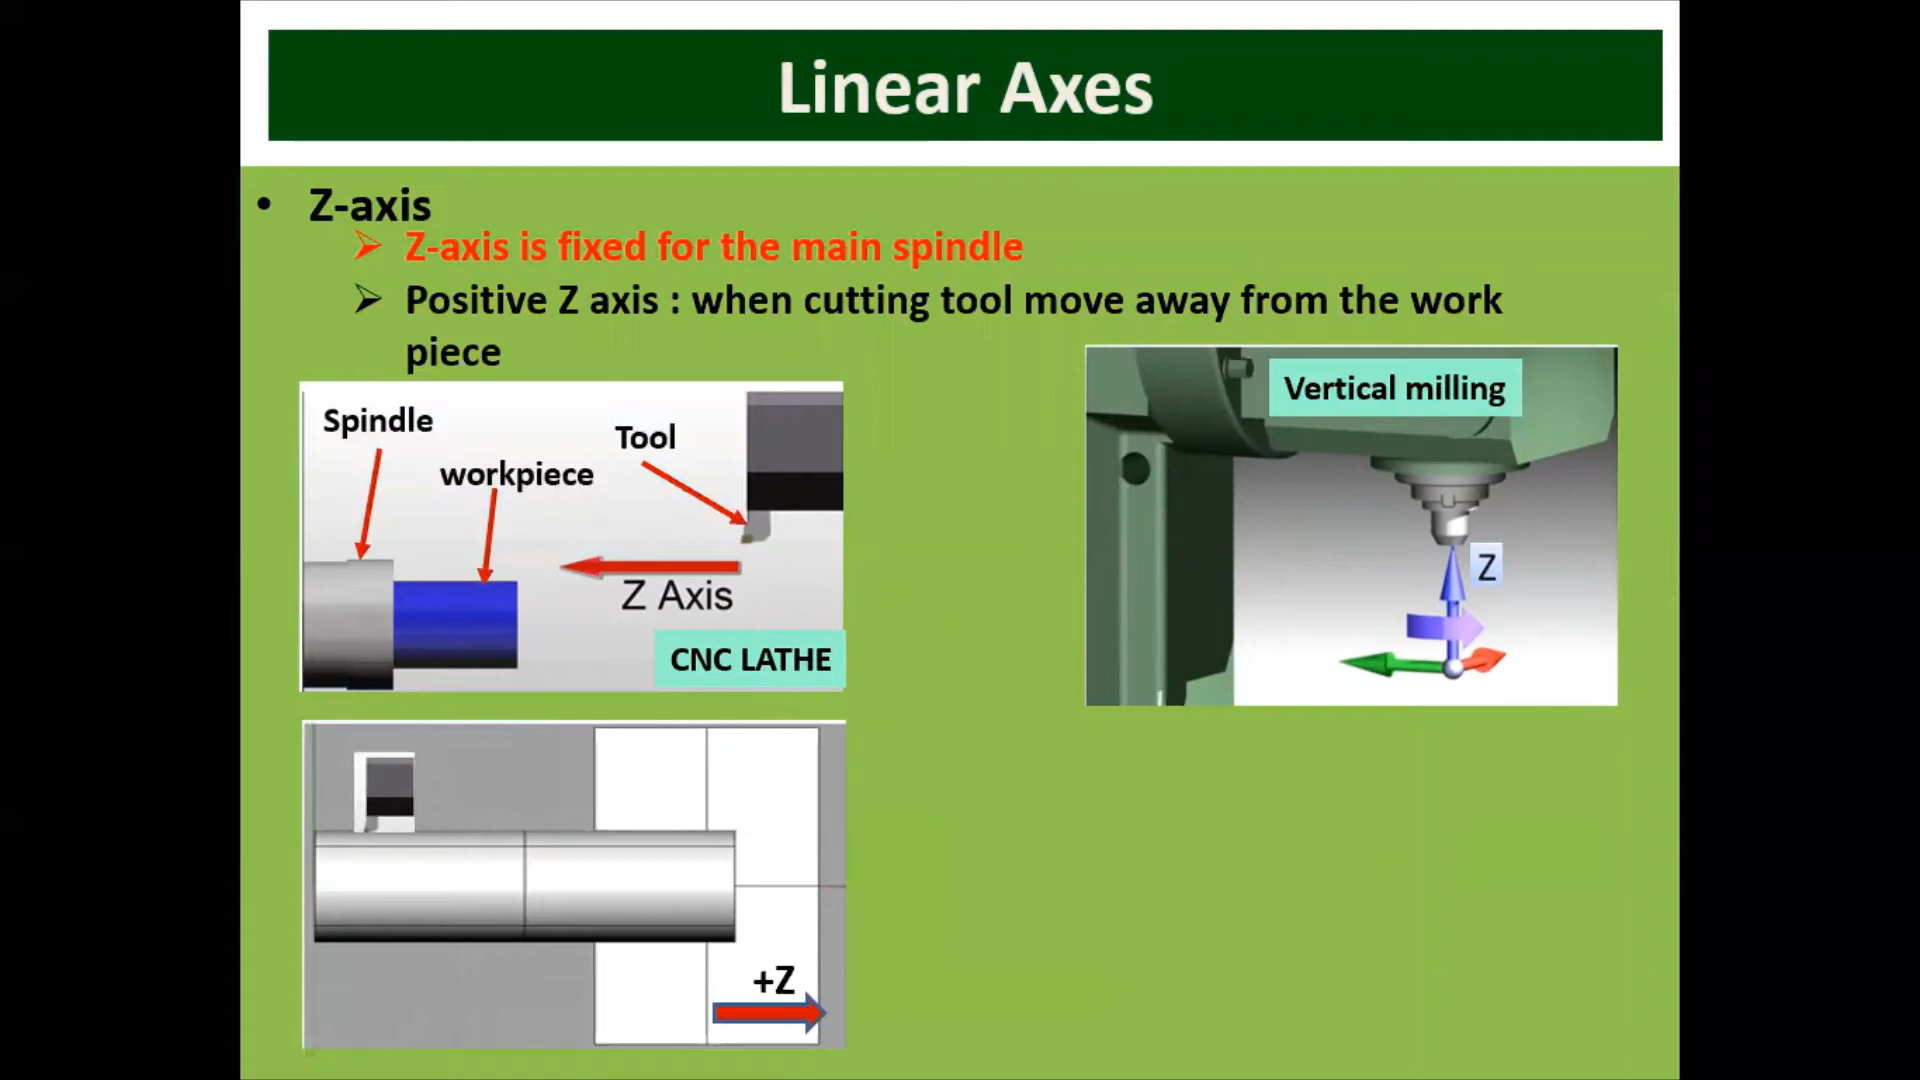 Linear Axes
• Z-axis
➢ Z-axis is fixed for the main spindle
➢ Positive Z axis : when cutting tool move away from the work
piece
Spindle
Tool
workpiece
Z Axis
CNC LATHE
Vertical milling
Z
+Z